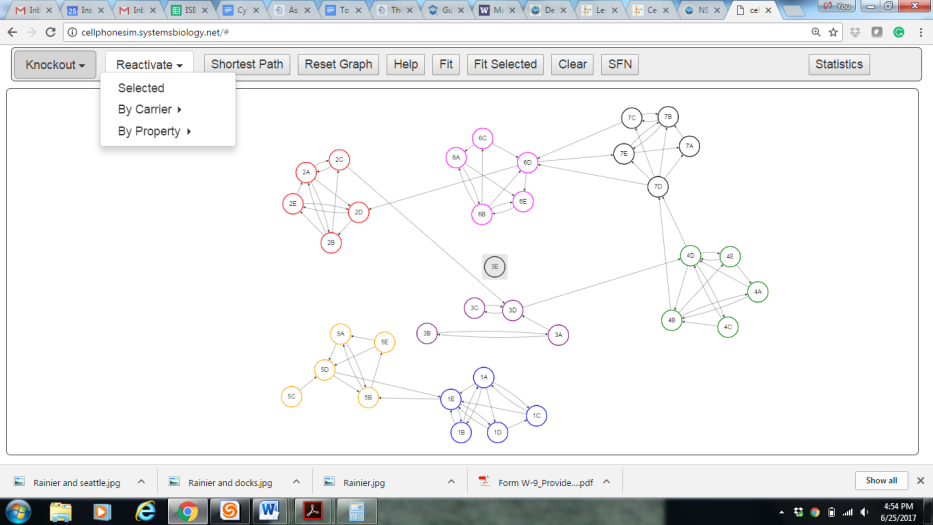 Inb
Ins
Inb
ISE
Cy
As
To
Th
Gu
Ma
De
Les
Ce
NS
cel
You
cellphonesim.systemsbiology.net/#
Knockout
Reactivate
Shortest Path
Reset Graph
Help
Fit
Fit Selected
Clear
SFN
Statistics
Selected
By Carrier
By Property
7C
7B
6C
7A
7E
2C
6A
6D
2A
7D
2E
6E
2D
6B
2B
4D
4E
3E
4A
3C
3D
4B
4C
3B
3A
5A
5E
5D
1A
5C
5B
1E
1C
1B
1D
Rainier and seattle.jpg
Rainier and docks.jpg
Rainier.jpg
Form W-9_Provide....pdf
Show all
4:54 PM
6/25/2017